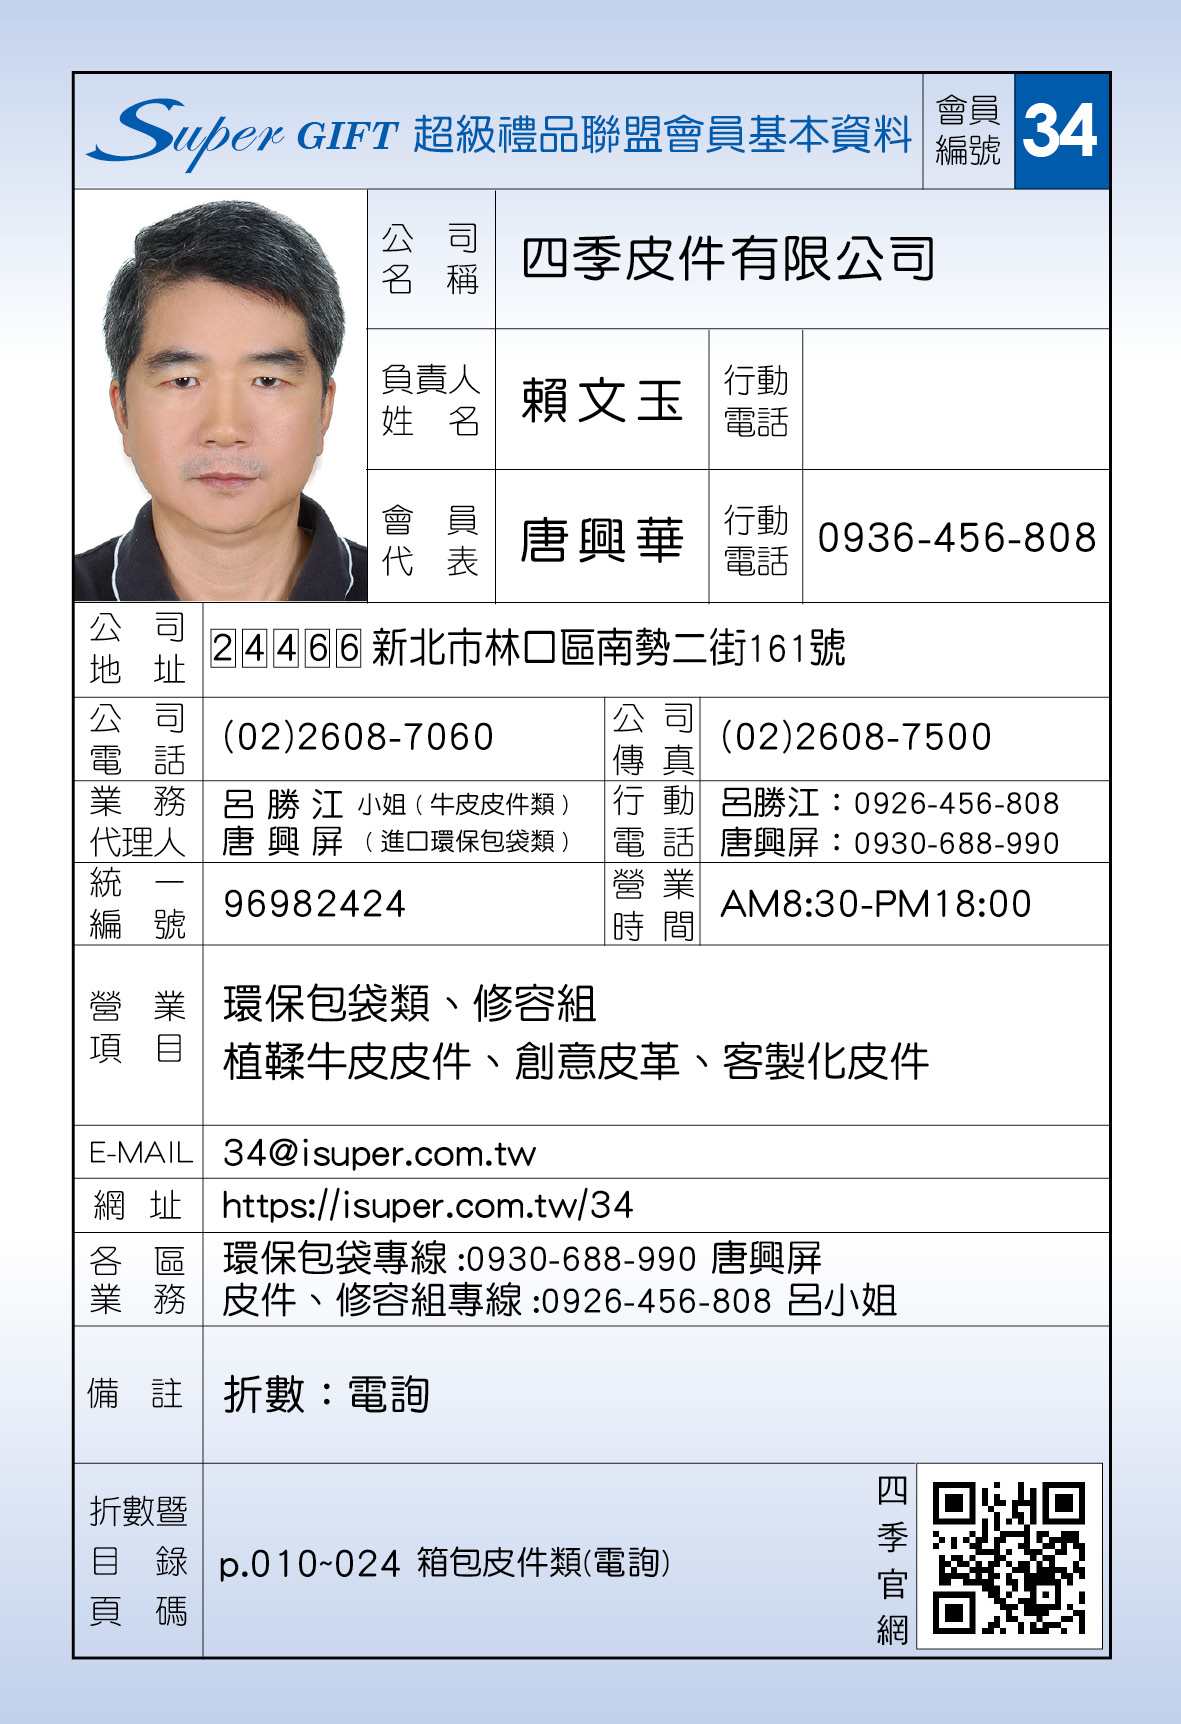 Super GIFT 超級禮品聯盟會員基本資料
會員編號 34
公司名稱 四季皮件有限公司
負責人姓名 賴文玉 行動電話
會員代表 唐興華 行動電話 0936-456-808
公司地址 24466 新北市林口區南勢二街161號
公司電話 (02)2608-7060 公司傳真 (02)2608-7500
業務代理人 呂勝江 小姐(牛皮皮件類) 行動電話 呂勝江：0926-456-808
唐興屏 (進口環保包袋類) 唐興屏：0930-688-990
統一編號 96982424 營業時間 AM8:30-PM18:00
營業項目 環保包袋類、修容組
植鞣牛皮皮件、創意皮革、客製化皮件
E-MAIL 34@isuper.com.tw
網址 https://isuper.com.tw/34
各區業務 環保包袋專線:0930-688-990 唐興屏
皮件、修容組專線:0926-456-808 呂小姐
備註 折數：電詢
折數暨目錄頁碼 p.010~024 箱包皮件類(電詢)
四季官網